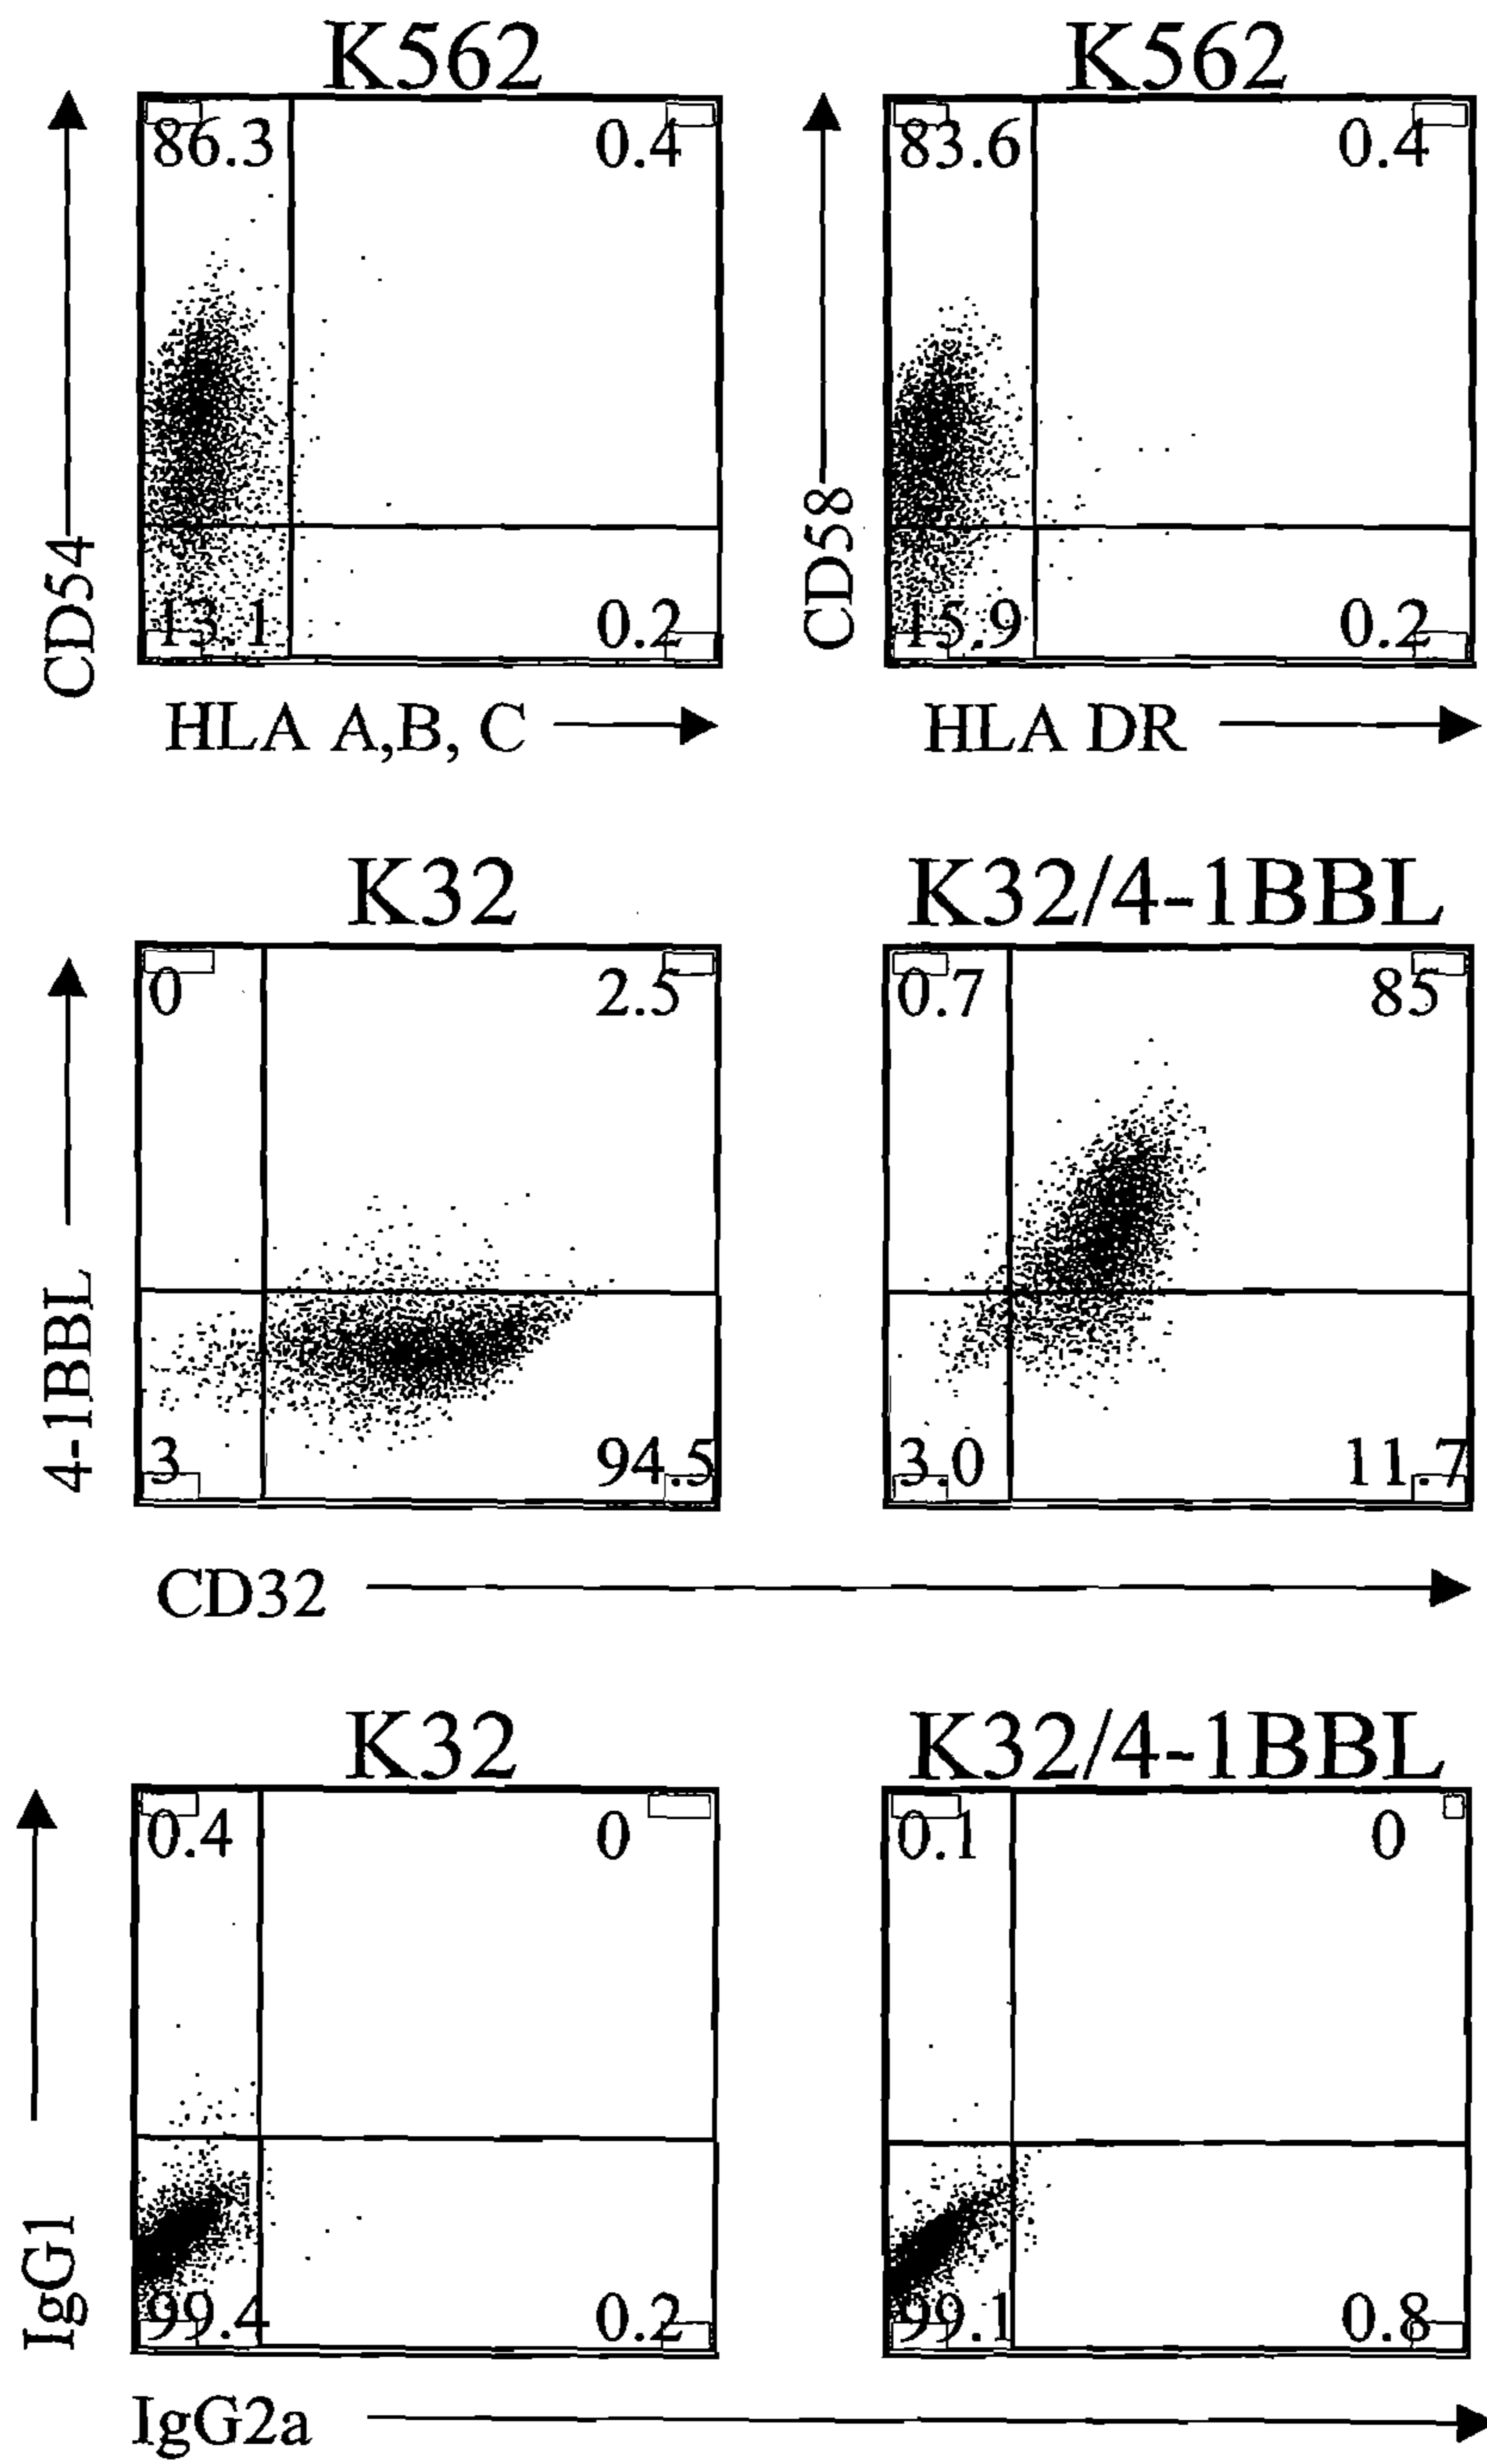 K562 K562
86.3 0.4 83.6 0.4
CD54 CD58
13.1 0.2 15.9 0.2
HLA A,B, C HLA DR
K32 K32/4-1BBL
0 2.5 0.7 85
4-1BBL
3 94.5 3.0 11.7
CD32
K32 K32/4-1BBL
0.4 0 0.1 0
IgG1
99.4 0.2 99.1 0.8
IgG2a